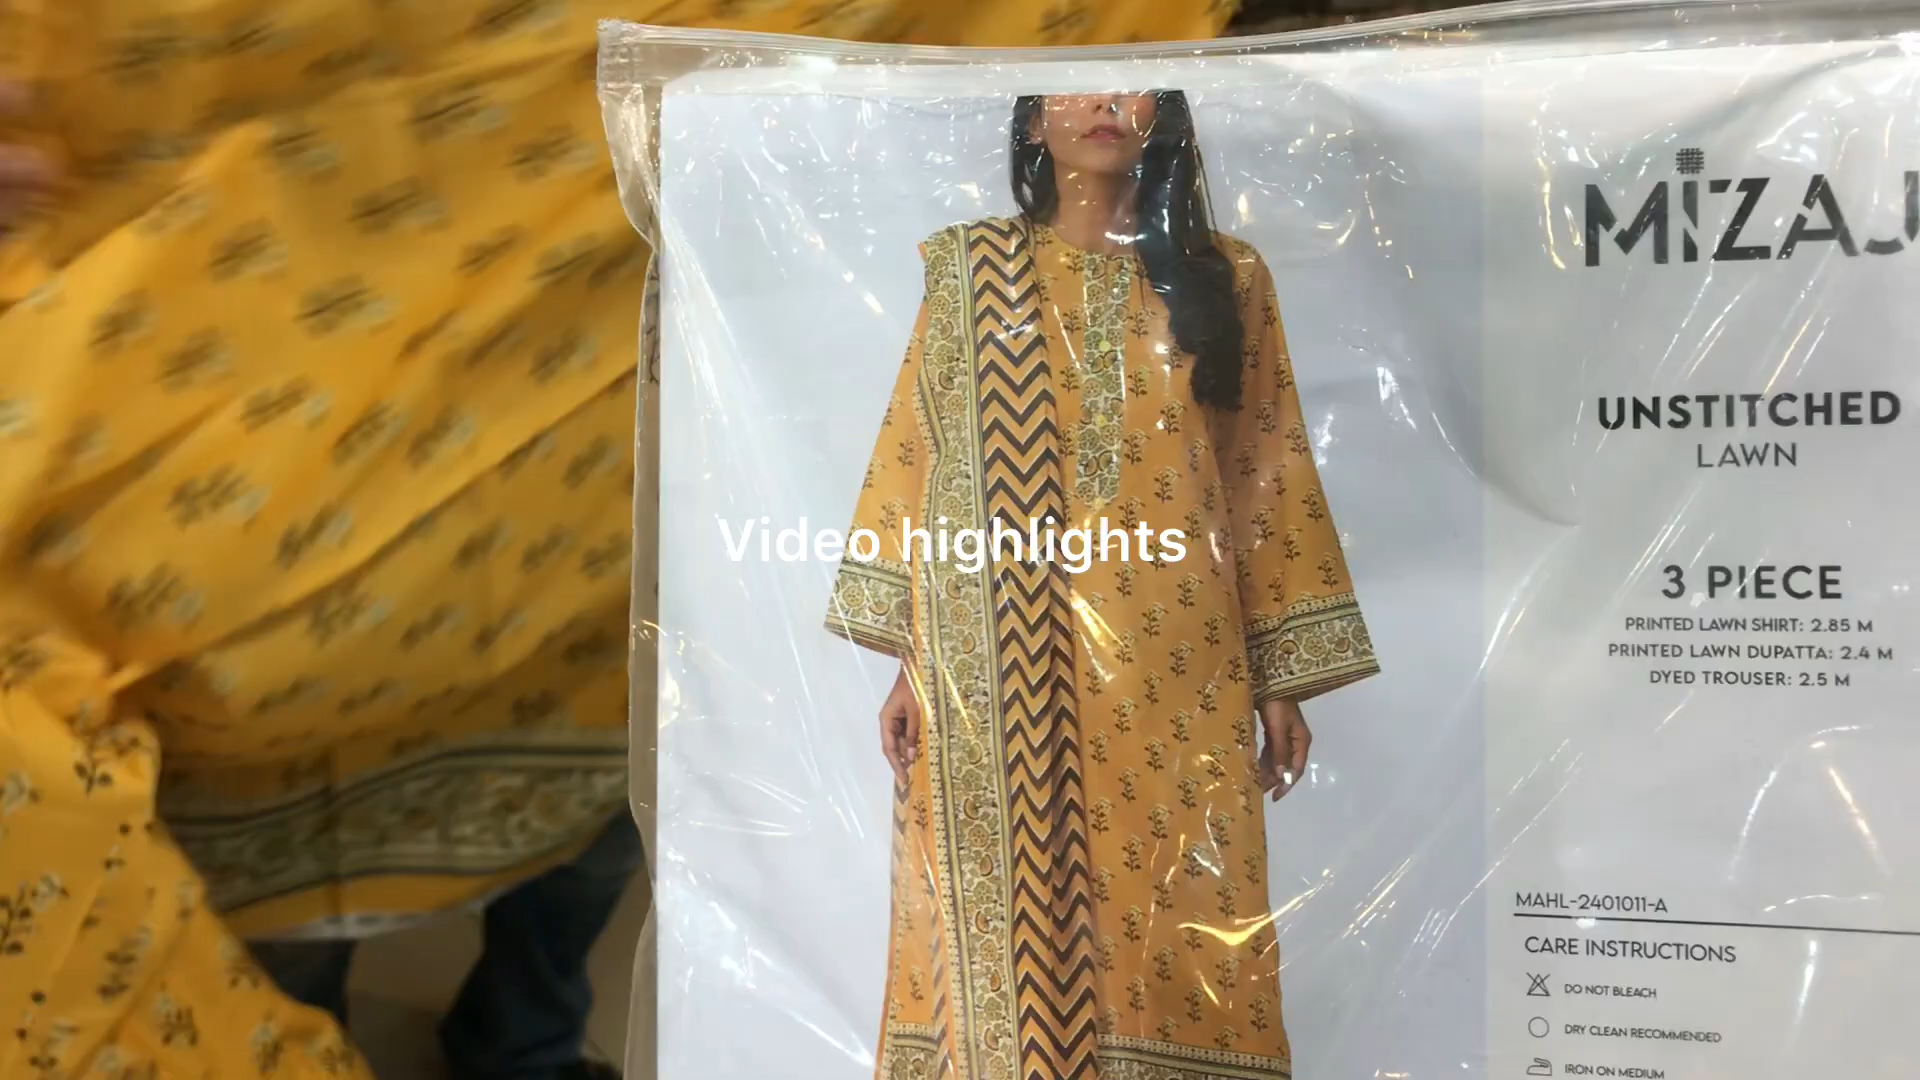 MIZAJ
UNSTITCHED
LAWN
Video highlights
3 PIECE
PRINTED LAWN SHIRT: 2.85 M
PRINTED LAWN DUPATTA: 2.4 M
DYED TROUSER: 2.5 M
MAHL-2401011-A
CARE INSTRUCTIONS
DO NOT BLEACH
DRY CLEAN RECOMMENDED
IRON ON MEDIUM